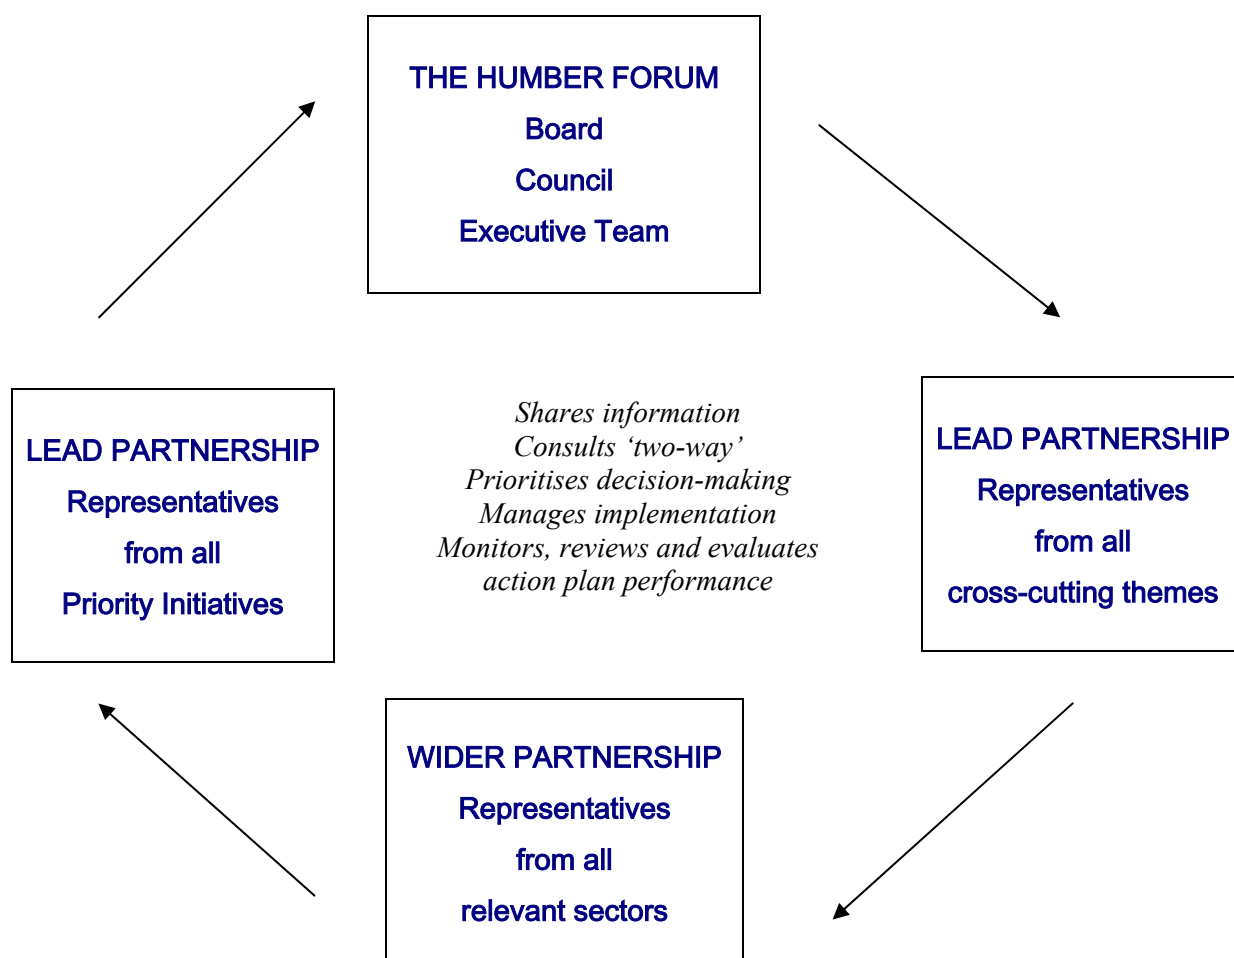 THE HUMBER FORUM
Board
Council
Executive Team
LEAD PARTNERSHIP
Representatives
from all
Priority Initiatives
Shares information
Consults ‘two-way’
Prioritises decision-making
Manages implementation
Monitors, reviews and evaluates
action plan performance
LEAD PARTNERSHIP
Representatives
from all
cross-cutting themes
WIDER PARTNERSHIP
Representatives
from all
relevant sectors